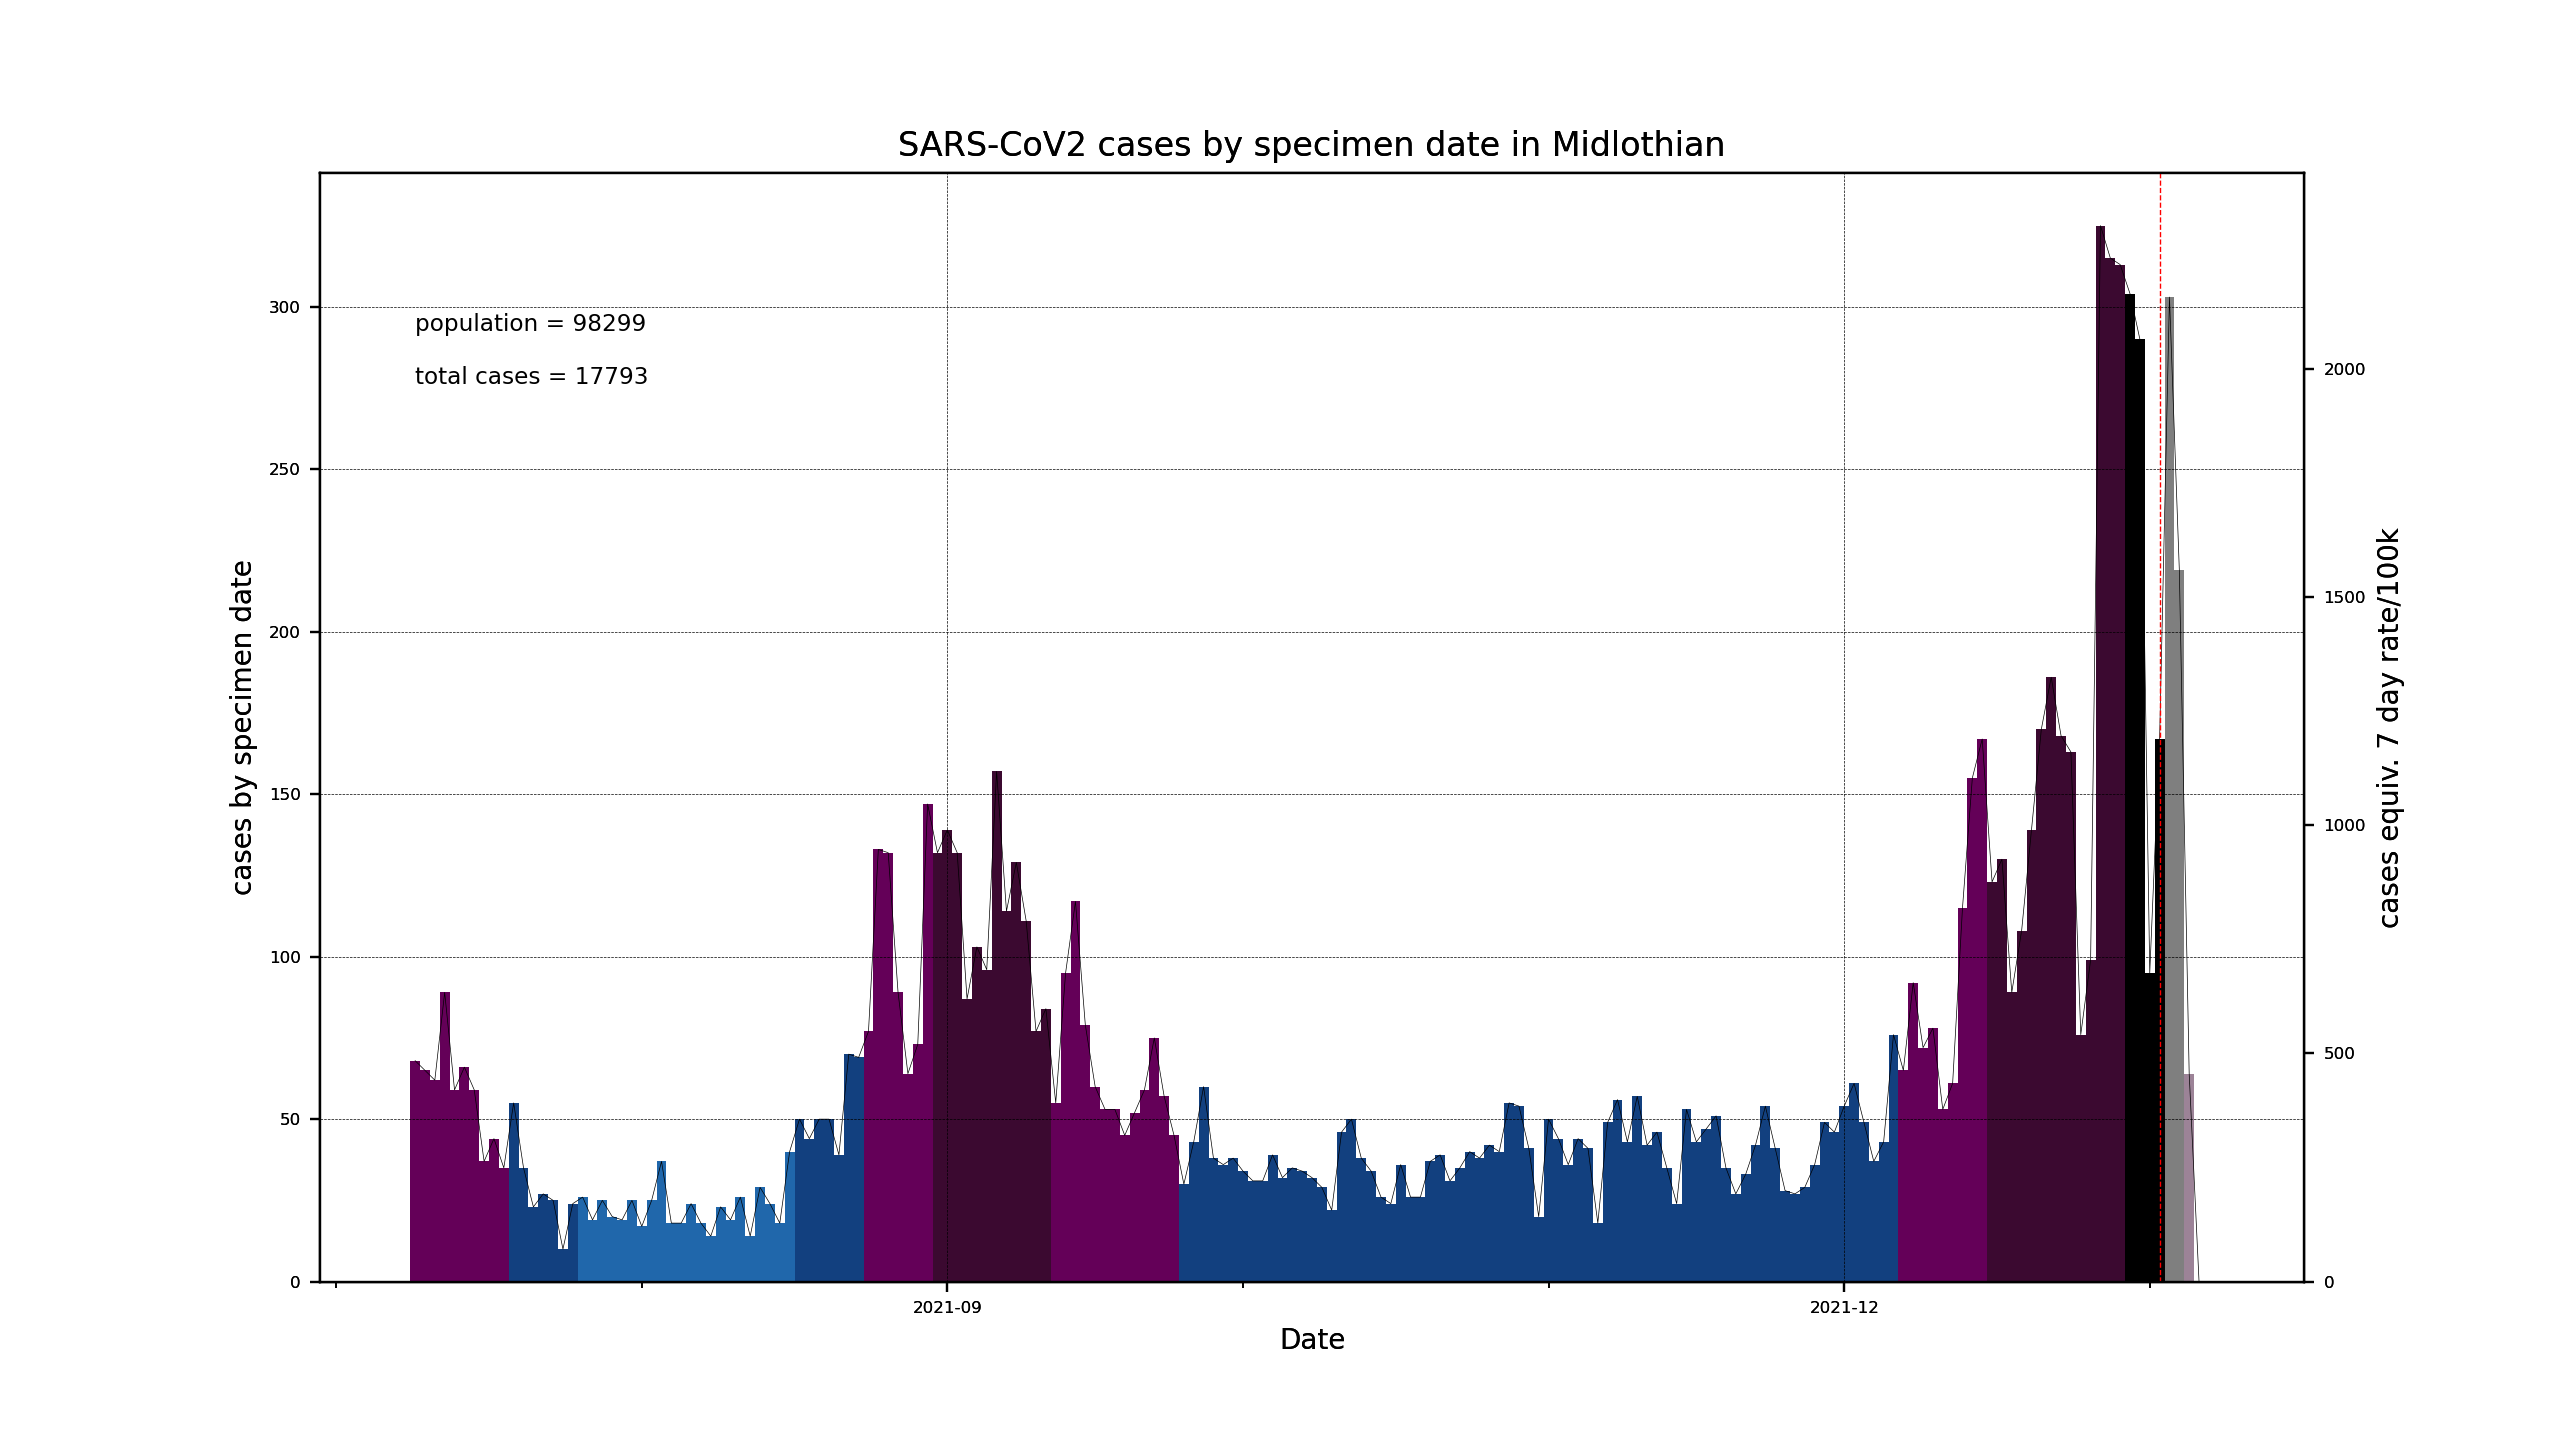 SARS-CoV2 cases by specimen date in Midlothian
population = 98299
total cases = 17793
cases by specimen date
300
250
200
150
100
50
0
2000
1500
1000
500
0
cases equiv. 7 day rate/100k
2021-09
2021-12
Date